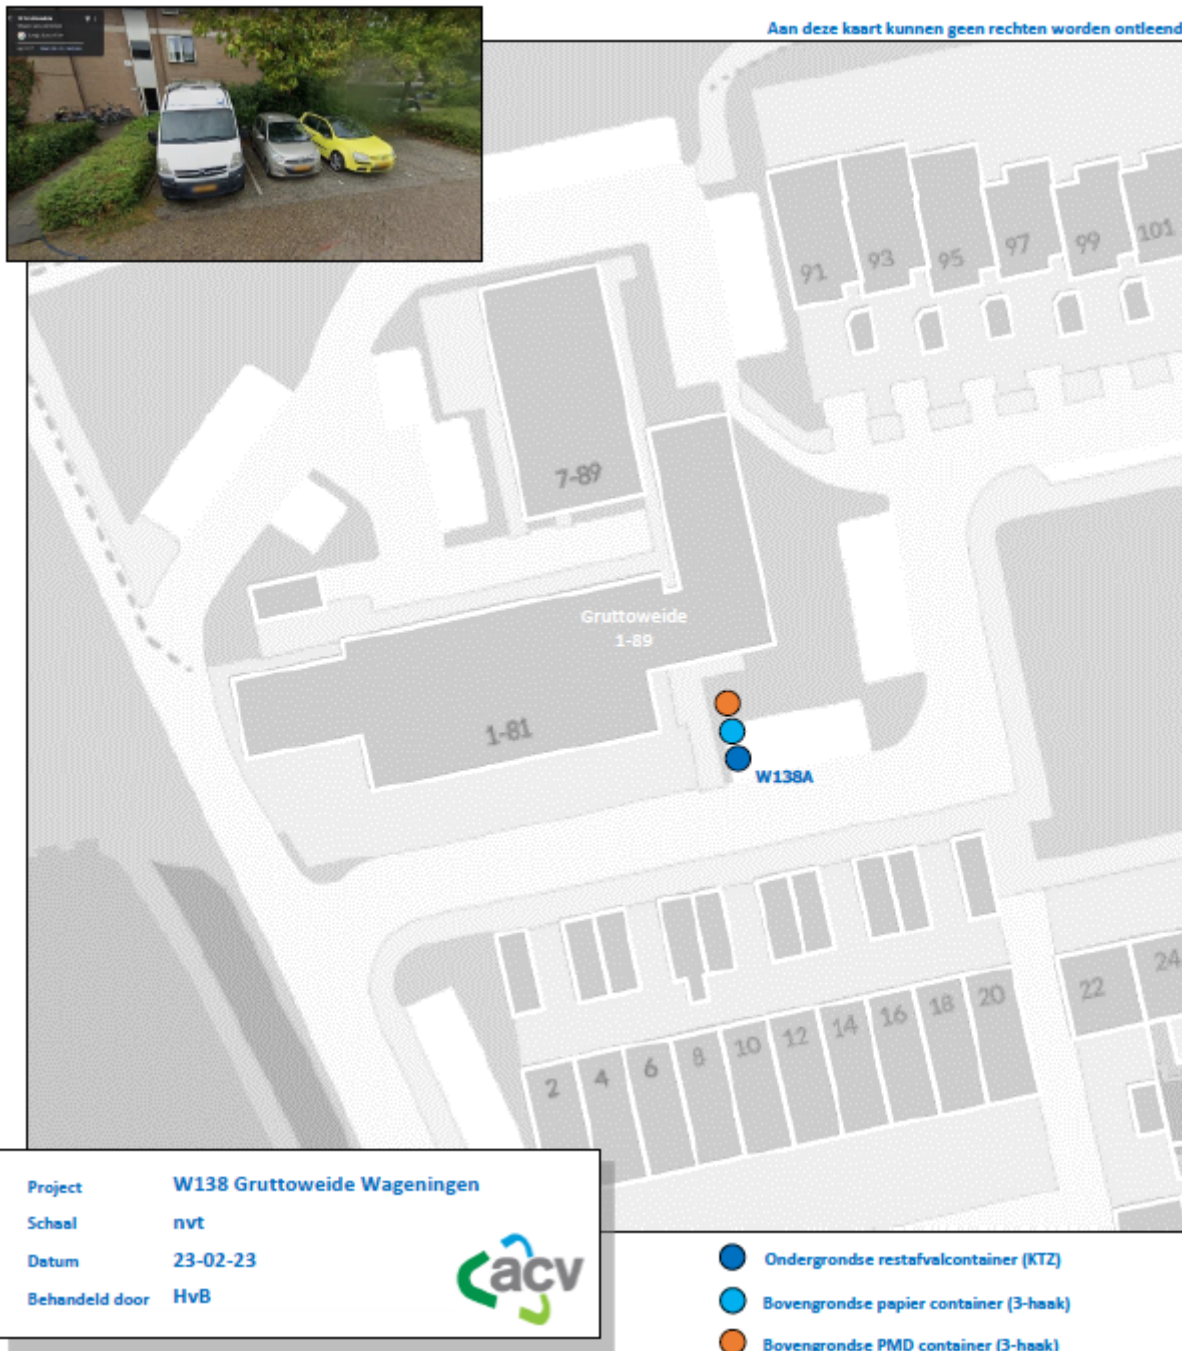 Aan deze kaart kunnen geen rechten worden ontleend
91
93
95
97
99
101
7-89
Gruttoweide
1-89
1-81
W138A
2
4
6
8
10
12
14
16
18
20
22
24
Project W138 Gruttoweide Wageningen
Schaal nvt
Datum 23-02-23
Behandeld door HvB
acv
Ondergrondse restafvalcontainer (KTZ)
Bovengrondse papier container (3-haak)
Bovengrondse PMD container (3-haak)